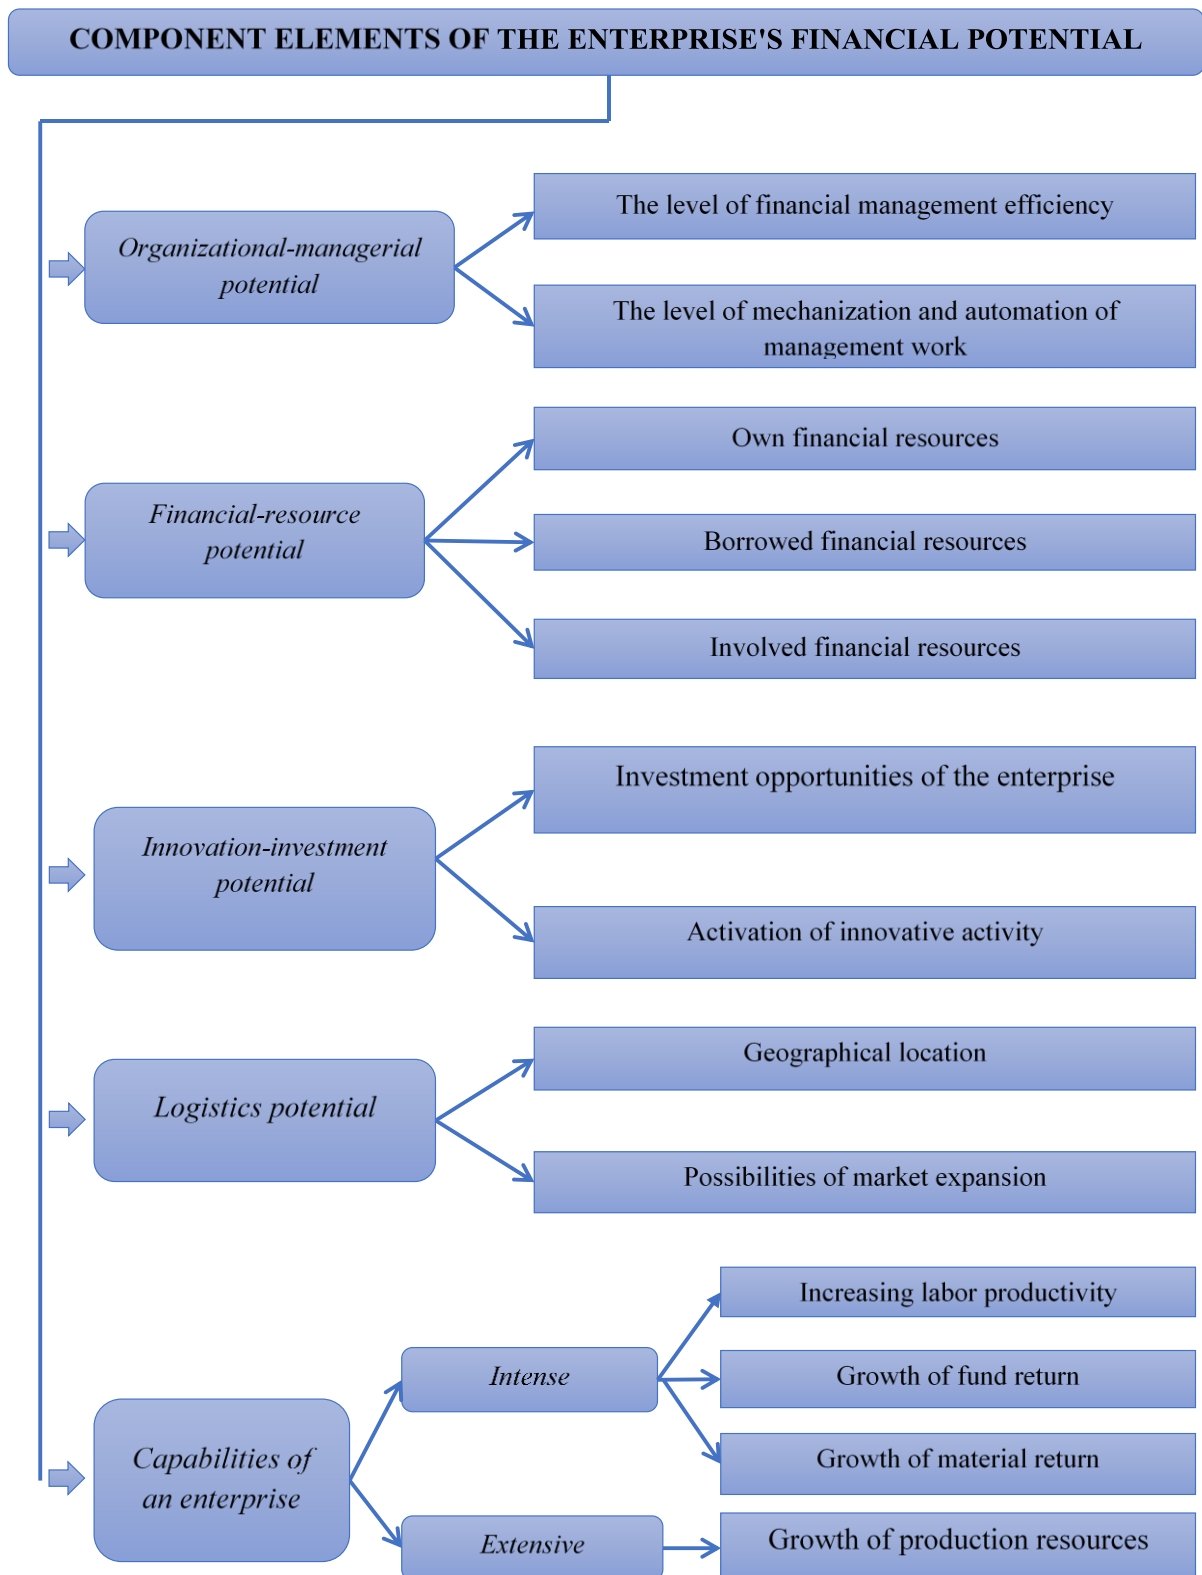 COMPONENT ELEMENTS OF THE ENTERPRISE'S FINANCIAL POTENTIAL
Organizational-managerial
potential
The level of financial management efficiency
The level of mechanization and automation of
management work
Financial-resource
potential
Own financial resources
Borrowed financial resources
Involved financial resources
Innovation-investment
potential
Investment opportunities of the enterprise
Activation of innovative activity
Logistics potential
Geographical location
Possibilities of market expansion
Capabilities of
an enterprise
Intense
Increasing labor productivity
Growth of fund return
Growth of material return
Extensive
Growth of production resources